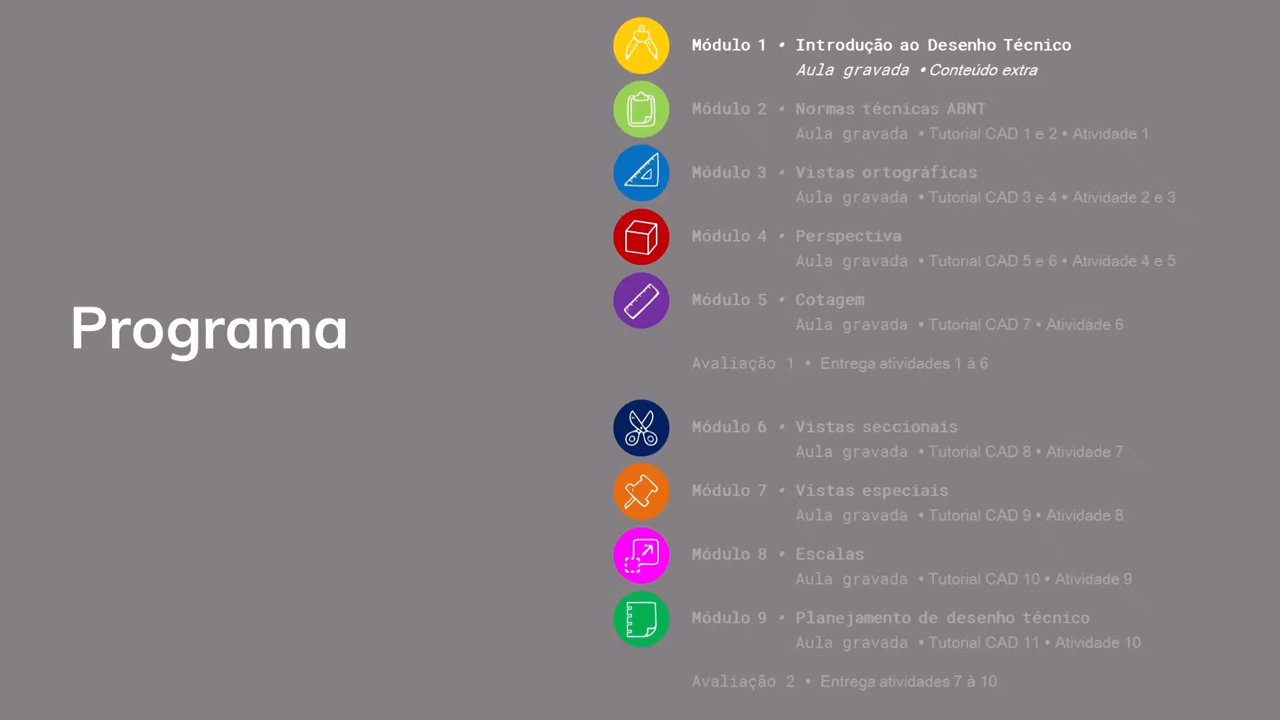 Programa
Módulo 1 • Introdução ao Desenho Técnico
Aula gravada • Conteúdo extra
Módulo 2 • Normas técnicas ABNT
Aula gravada • Tutorial CAD 1 e 2 • Atividade 1
Módulo 3 • Vistas ortográficas
Aula gravada • Tutorial CAD 3 e 4 • Atividade 2 e 3
Módulo 4 • Perspectiva
Aula gravada • Tutorial CAD 5 e 6 • Atividade 4 e 5
Módulo 5 • Cotagem
Aula gravada • Tutorial CAD 7 • Atividade 6
Avaliação 1 • Entrega atividades 1 à 6
Módulo 6 • Vistas seccionais
Aula gravada • Tutorial CAD 8 • Atividade 7
Módulo 7 • Vistas especiais
Aula gravada • Tutorial CAD 9 • Atividade 8
Módulo 8 • Escalas
Aula gravada • Tutorial CAD 10 • Atividade 9
Módulo 9 • Planejamento de desenho técnico
Aula gravada • Tutorial CAD 11 • Atividade 10
Avaliação 2 • Entrega atividades 7 à 10